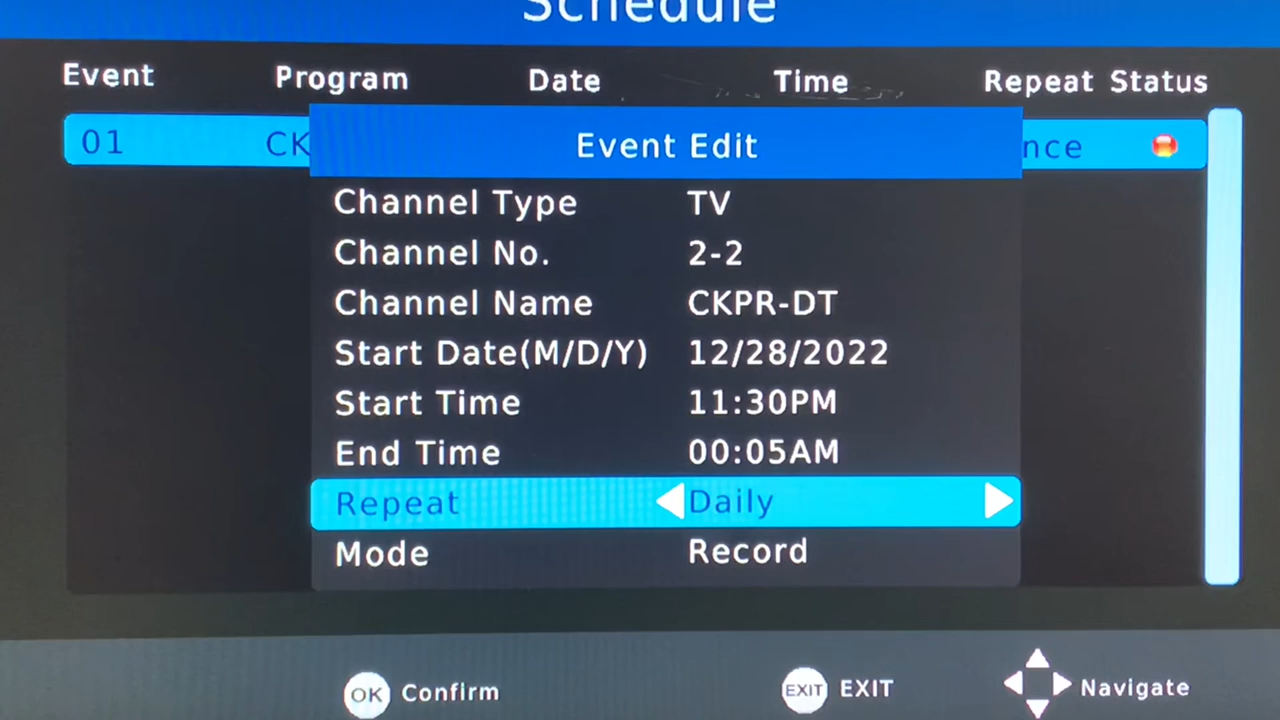 Schedule
Event Program Date Time Repeat Status
01 CK nce
Event Edit
Channel Type TV
Channel No. 2-2
Channel Name CKPR-DT
Start Date(M/D/Y) 12/28/2022
Start Time 11:30PM
End Time 00:05AM
Repeat Daily
Mode Record
OK Confirm EXIT EXIT Navigate